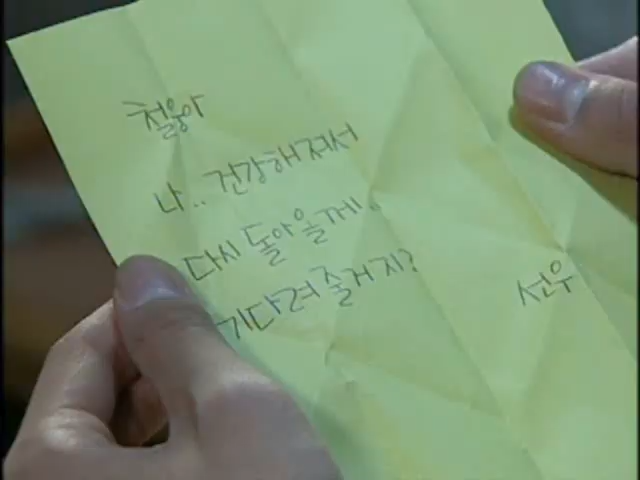 철웅아
나.. 건강해져서
다시 돌아올께.
기다려 줄거지?
선우